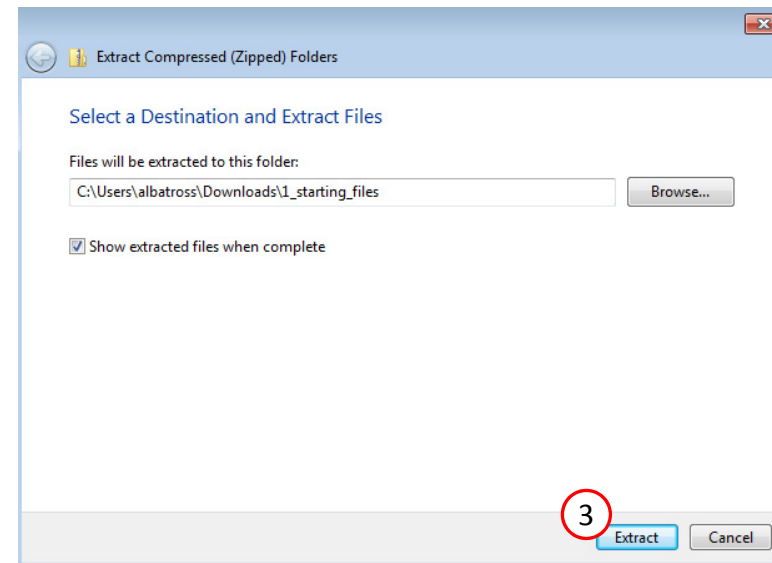 Extract Compressed (Zipped) Folders
Select a Destination and Extract Files
Files will be extracted to this folder:
C:\Users\albatross\Downloads\1_starting_files
Browse...
Show extracted files when complete
3
Extract
Cancel